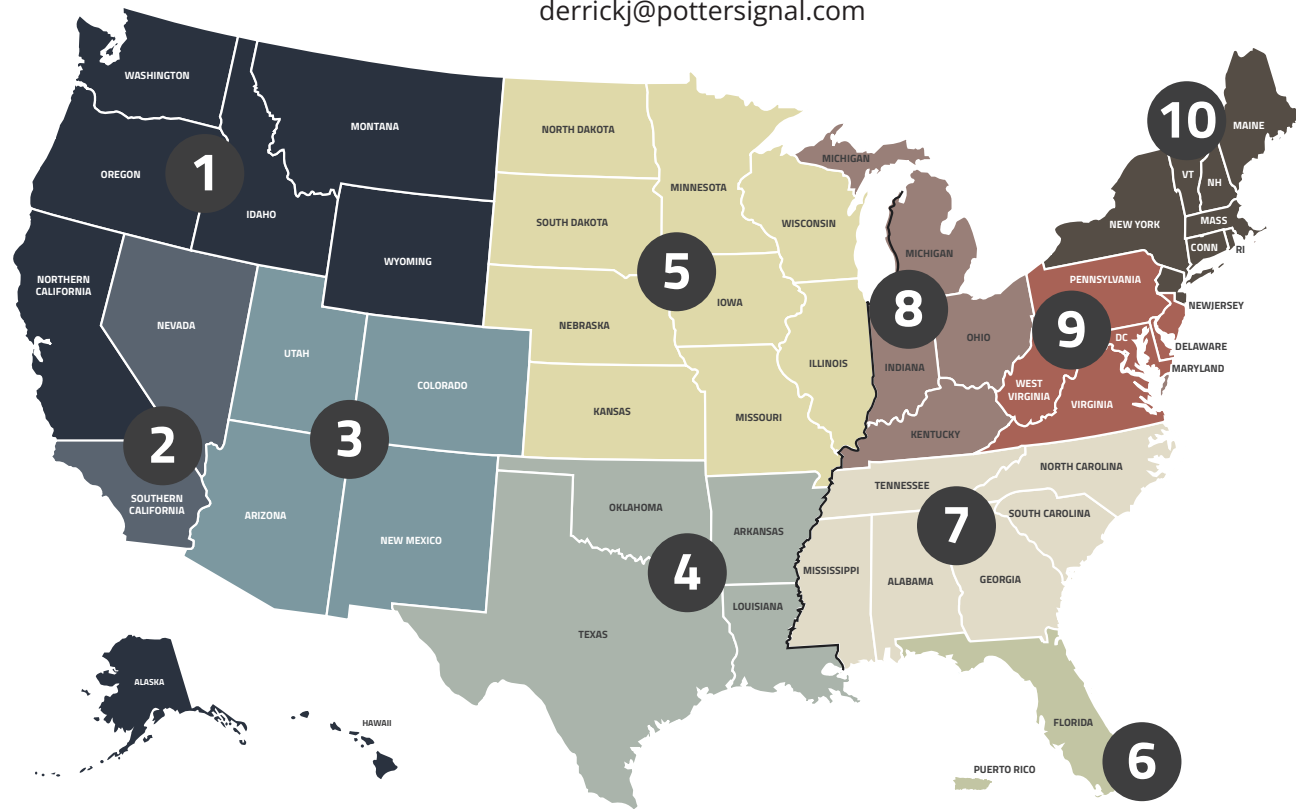 derrickj@pottersignal.com
WASHINGTON
OREGON
1
IDAHO
MONTANA
WYOMING
NORTHERN
CALIFORNIA
NEVADA
2
SOUTHERN
CALIFORNIA
UTAH
COLORADO
3
ARIZONA
NEW MEXICO
NORTH DAKOTA
SOUTH DAKOTA
MINNESOTA
WISCONSIN
5
IOWA
NEBRASKA
ILLINOIS
KANSAS
MISSOURI
OKLAHOMA
ARKANSAS
4
LOUISIANA
TEXAS
MICHIGAN
MICHIGAN
8
OHIO
INDIANA
KENTUCKY
10
MAINE
VT
NH
MASS
NEW YORK
CONN
RI
PENNSYLVANIA
NEWJERSEY
9
DC
DELAWARE
MARYLAND
WEST
VIRGINIA
VIRGINIA
NORTH CAROLINA
TENNESSEE
SOUTH CAROLINA
7
MISSISSIPPI
ALABAMA
GEORGIA
FLORIDA
6
PUERTO RICO
ALASKA
HAWAII